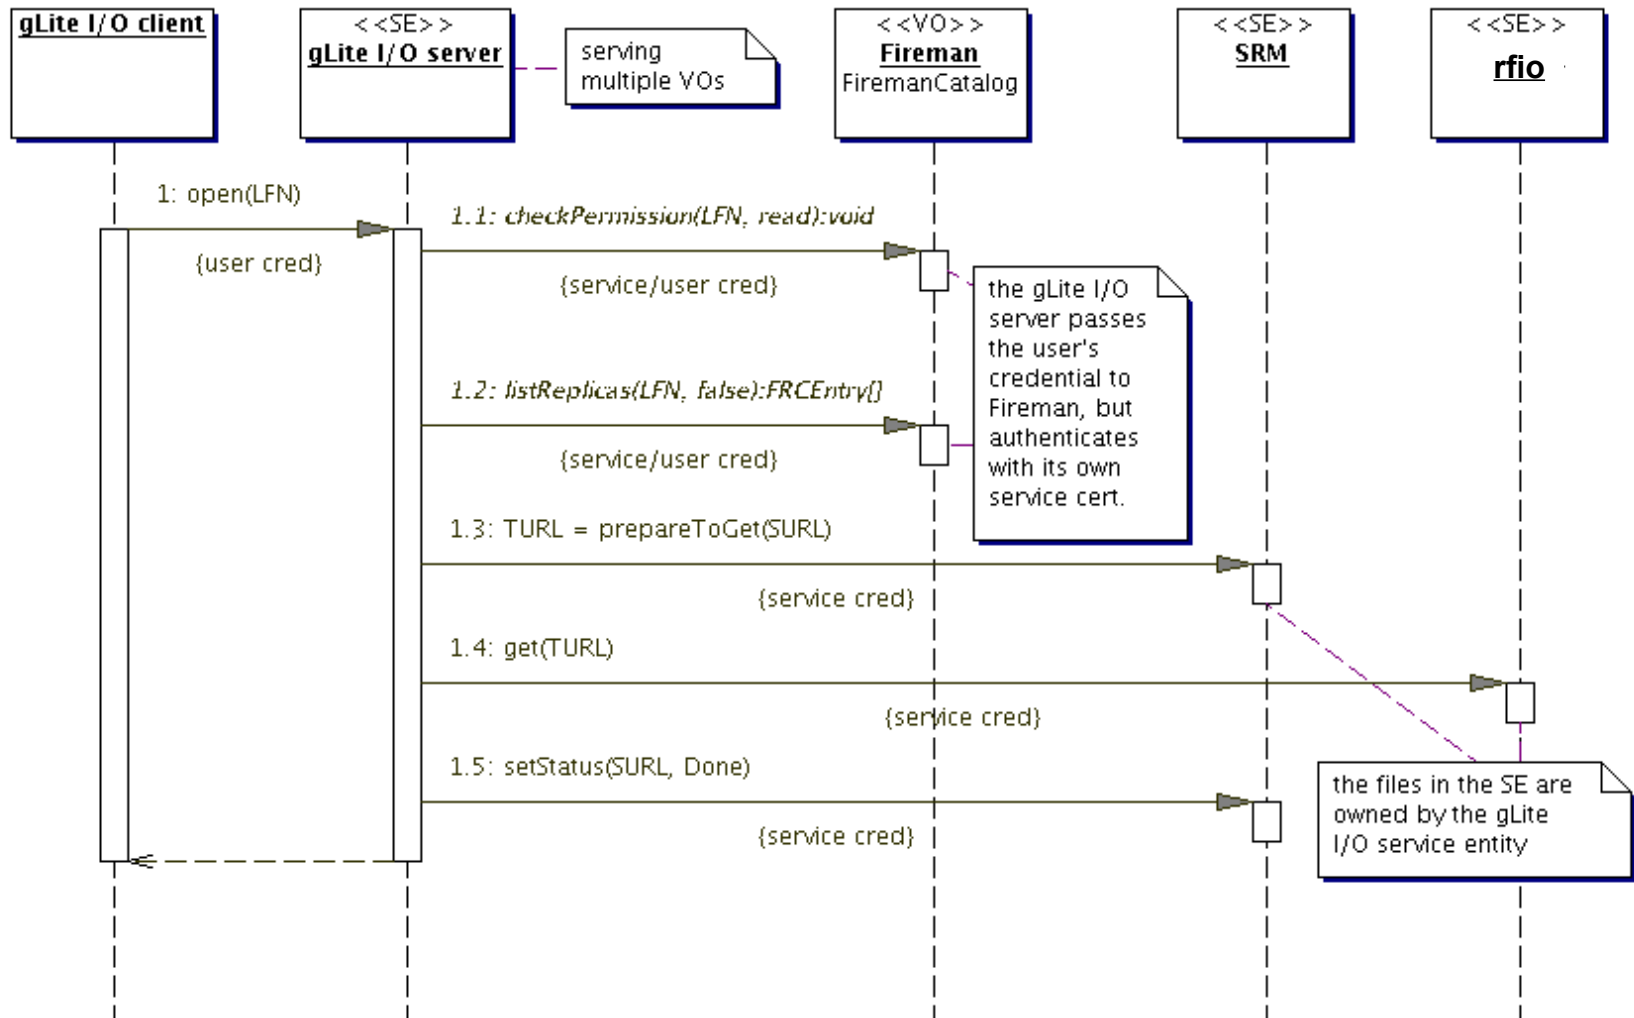 gLite I/O client
<<SE>>
gLite I/O server
serving
multiple VOs
<<VO>>
Fireman
FiremanCatalog
<<SE>>
SRM
<<SE>>
rfio
1: open(LFN)
{user cred}
1.1: checkPermission(LFN, read):void
{service/user cred}
the gLite I/O
server passes
the user's
credential to
Fireman, but
authenticates
with its own
service cert.
1.2: listReplicas(LFN, false):FRCEntry[]
{service/user cred}
1.3: TURL = prepareToGet(SURL)
{service cred}
1.4: get(TURL)
{service cred}
1.5: setStatus(SURL, Done)
{service cred}
the files in the SE are
owned by the gLite
I/O service entity